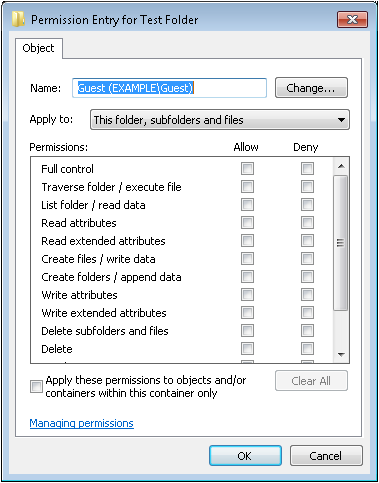 Permission Entry for Test Folder
Object
Name: Guest (EXAMPLE\Guest) Change...
Apply to: This folder, subfolders and files
Permissions: Allow Deny
Full control
Traverse folder / execute file
List folder / read data
Read attributes
Read extended attributes
Create files / write data
Create folders / append data
Write attributes
Write extended attributes
Delete subfolders and files
Delete
Apply these permissions to objects and/or
containers within this container only
Clear All
Managing permissions
OK Cancel